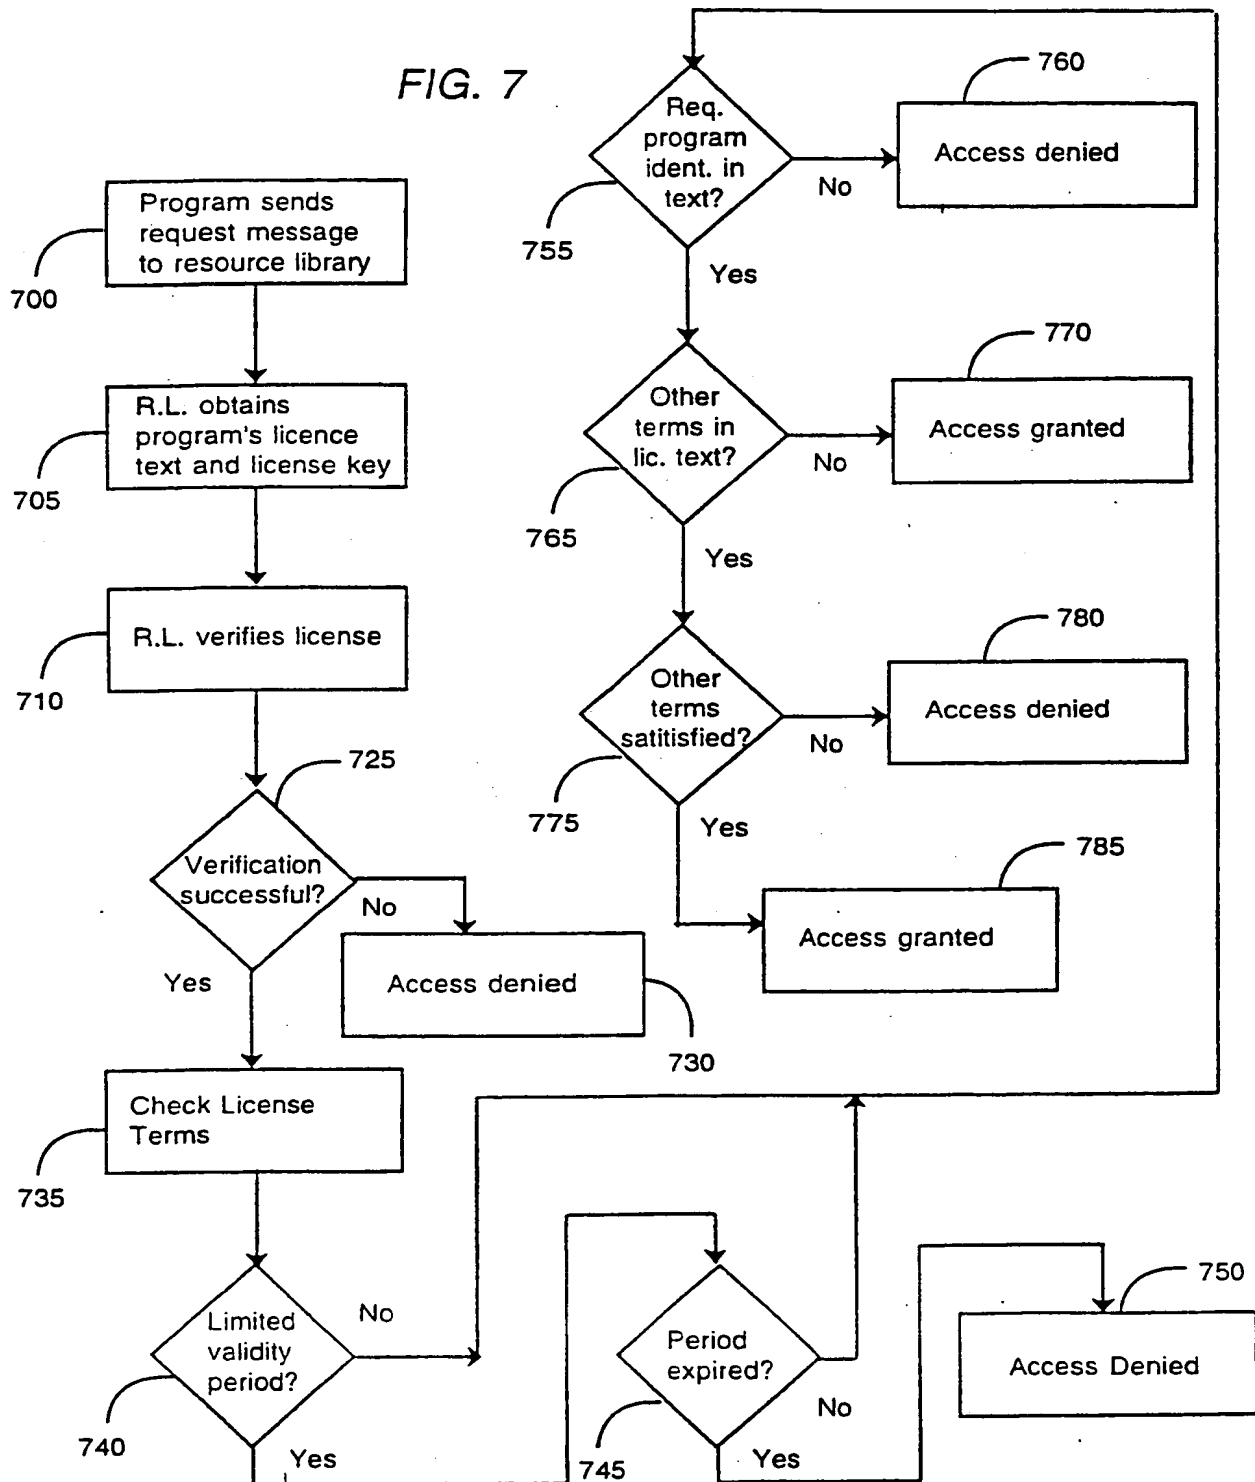 FIG. 7
Program sends
request message
to resource library
700
R.L. obtains
program's licence
text and license key
705
R.L. verifies license
710
725
Verification
successful?
No
Yes
Access denied
730
Check License
Terms
735
Limited
validity
period?
No
740
Yes
Period
expired?
No
745
Yes
750
Access Denied
Req.
program
ident. in
text?
755
No
760
Access denied
Yes
Other
terms in
lic. text?
765
No
770
Access granted
Yes
Other
terms
satitisfied?
775
No
780
Access denied
Yes
785
Access granted